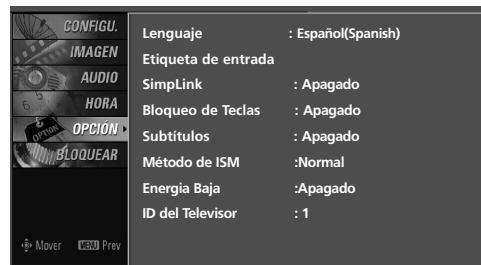 CONFIGU.
IMAGEN
AUDIO
HORA
OPCIÓN
BLOQUEAR
Mover MENU Prev
Lenguaje : Español(Spanish)
Etiqueta de entrada
SimpLink : Apagado
Bloqueo de Teclas : Apagado
Subtítulos : Apagado
Método de ISM :Normal
Energia Baja :Apagado
ID del Televisor : 1